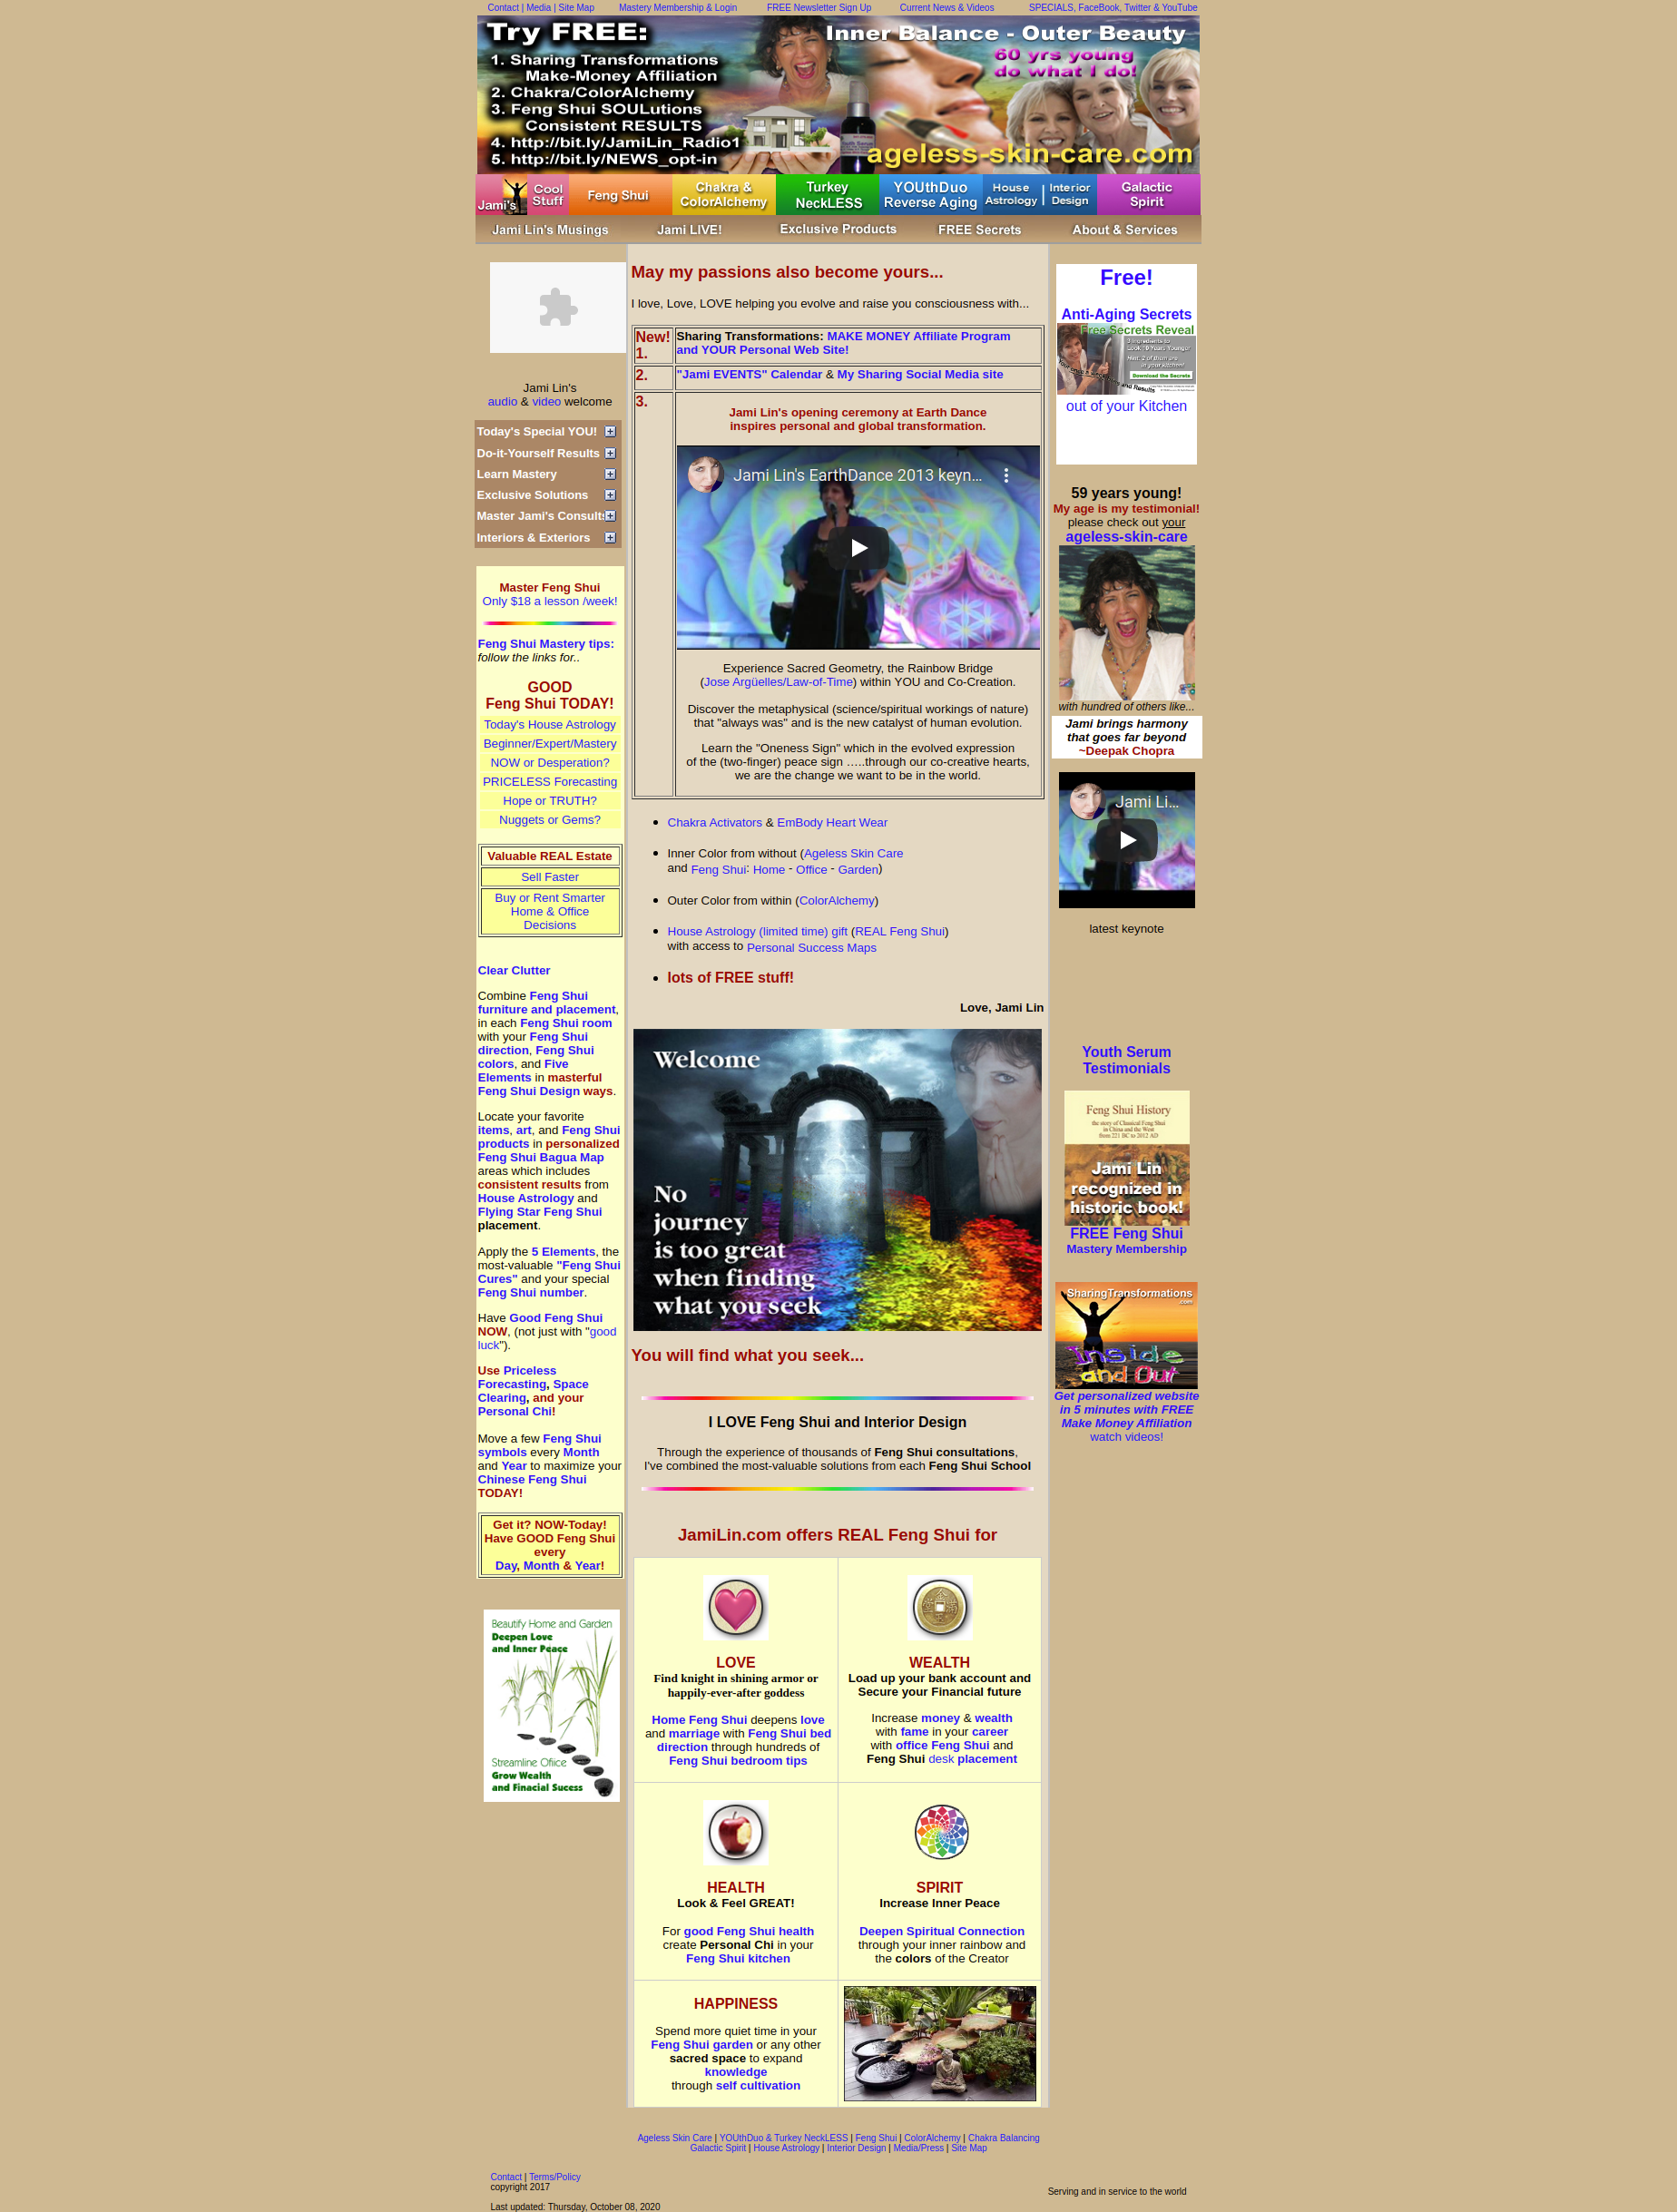 Contact | Media | Site Map
Mastery Membership & Login
FREE Newsletter Sign Up
Current News & Videos
SPECIALS, FaceBook, Twitter & YouTube
Try FREE:
1. Sharing Transformations
Make-Money Affiliation
2. Chakra/ColorAlchemy
3. Feng Shui SOULutions
Consistent RESULTS
4. http://bit.ly/JamiLin_Radio1
5. http://bit.ly/NEWS_opt-in
Inner Balance - Outer Beauty
60 yrs young
do what I do!
ageless-skin-care.com
Jami's
Cool
Stuff
Feng Shui
Chakra &
ColorAlchemy
Turkey
NeckLESS
YOUthDuo
Reverse Aging
House
Astrology
Interior
Design
Galactic
Spirit
Jami Lin's Musings
Jami LIVE!
Exclusive Products
FREE Secrets
About & Services
Jami Lin's
audio & video welcome
Today's Special YOU!
Do-it-Yourself Results
Learn Mastery
Exclusive Solutions
Master Jami's Consults
Interiors & Exteriors
Master Feng Shui
Only $18 a lesson /week!
Feng Shui Mastery tips:
follow the links for..
GOOD
Feng Shui TODAY!
Today's House Astrology
Beginner/Expert/Mastery
NOW or Desperation?
PRICELESS Forecasting
Hope or TRUTH?
Nuggets or Gems?
Valuable REAL Estate
Sell Faster
Buy or Rent Smarter
Home & Office
Decisions
Clear Clutter
Combine Feng Shui
furniture and placement,
in each Feng Shui room
with your Feng Shui
direction, Feng Shui
colors, and Five
Elements in masterful
Feng Shui Design ways.
Locate your favorite
items, art, and Feng Shui
products in personalized
Feng Shui Bagua Map
areas which includes
consistent results from
House Astrology and
Flying Star Feng Shui
placement.
Apply the 5 Elements, the
most-valuable "Feng Shui
Cures" and your special
Feng Shui number.
Have Good Feng Shui
NOW, (not just with "good
luck").
Use Priceless
Forecasting, Space
Clearing, and your
Personal Chi!
Move a few Feng Shui
symbols every Month
and Year to maximize your
Chinese Feng Shui
TODAY!
Get it? NOW-Today!
Have GOOD Feng Shui
every
Day, Month & Year!
Beautify Home and Garden
Deepen Love
and Inner Peace
Streamline Office
Grow Wealth
and Finacial Sucess
May my passions also become yours...
I love, Love, LOVE helping you evolve and raise you consciousness with...
New!
1.
Sharing Transformations: MAKE MONEY Affiliate Program
and YOUR Personal Web Site!
2.
"Jami EVENTS" Calendar & My Sharing Social Media site
3.
Jami Lin's opening ceremony at Earth Dance
inspires personal and global transformation.
Jami Lin's EarthDance 2013 keyn...
Experience Sacred Geometry, the Rainbow Bridge
(Jose Argüelles/Law-of-Time) within YOU and Co-Creation.
Discover the metaphysical (science/spiritual workings of nature)
that "always was" and is the new catalyst of human evolution.
Learn the "Oneness Sign" which in the evolved expression
of the (two-finger) peace sign …..through our co-creative hearts,
we are the change we want to be in the world.
Chakra Activators & EmBody Heart Wear
Inner Color from without (Ageless Skin Care
and Feng Shui: Home - Office - Garden)
Outer Color from within (ColorAlchemy)
House Astrology (limited time) gift (REAL Feng Shui)
with access to Personal Success Maps
lots of FREE stuff!
Love, Jami Lin
Welcome
No
journey
is too great
when finding
what you seek
You will find what you seek...
I LOVE Feng Shui and Interior Design
Through the experience of thousands of Feng Shui consultations,
I've combined the most-valuable solutions from each Feng Shui School
JamiLin.com offers REAL Feng Shui for
LOVE
Find knight in shining armor or
happily-ever-after goddess
Home Feng Shui deepens love
and marriage with Feng Shui bed
direction through hundreds of
Feng Shui bedroom tips
WEALTH
Load up your bank account and
Secure your Financial future
Increase money & wealth
with fame in your career
with office Feng Shui and
Feng Shui desk placement
HEALTH
Look & Feel GREAT!
For good Feng Shui health
create Personal Chi in your
Feng Shui kitchen
SPIRIT
Increase Inner Peace
Deepen Spiritual Connection
through your inner rainbow and
the colors of the Creator
HAPPINESS
Spend more quiet time in your
Feng Shui garden or any other
sacred space to expand
knowledge
through self cultivation
Free!
Anti-Aging Secrets
Free Secrets Reveal
3 Ingredients to
Look 10 Years Younger
Hint: 2 of them are
in your kitchen!
Download the Secrets
out of your Kitchen
59 years young!
My age is my testimonial!
please check out your
ageless-skin-care
with hundred of others like...
Jami brings harmony
that goes far beyond
~Deepak Chopra
Jami Li...
latest keynote
Youth Serum
Testimonials
Feng Shui History
the story of Classical Feng Shui
in China and the West
from 221 BC to 2012 AD
Jami Lin
recognized in
historic book!
FREE Feng Shui
Mastery Membership
SharingTransformations
.com
Inside
and Out
Get personalized website
in 5 minutes with FREE
Make Money Affiliation
watch videos!
Ageless Skin Care | YOUthDuo & Turkey NeckLESS | Feng Shui | ColorAlchemy | Chakra Balancing
Galactic Spirit | House Astrology | Interior Design | Media/Press | Site Map
Contact | Terms/Policy
copyright 2017
Last updated: Thursday, October 08, 2020
Serving and in service to the world